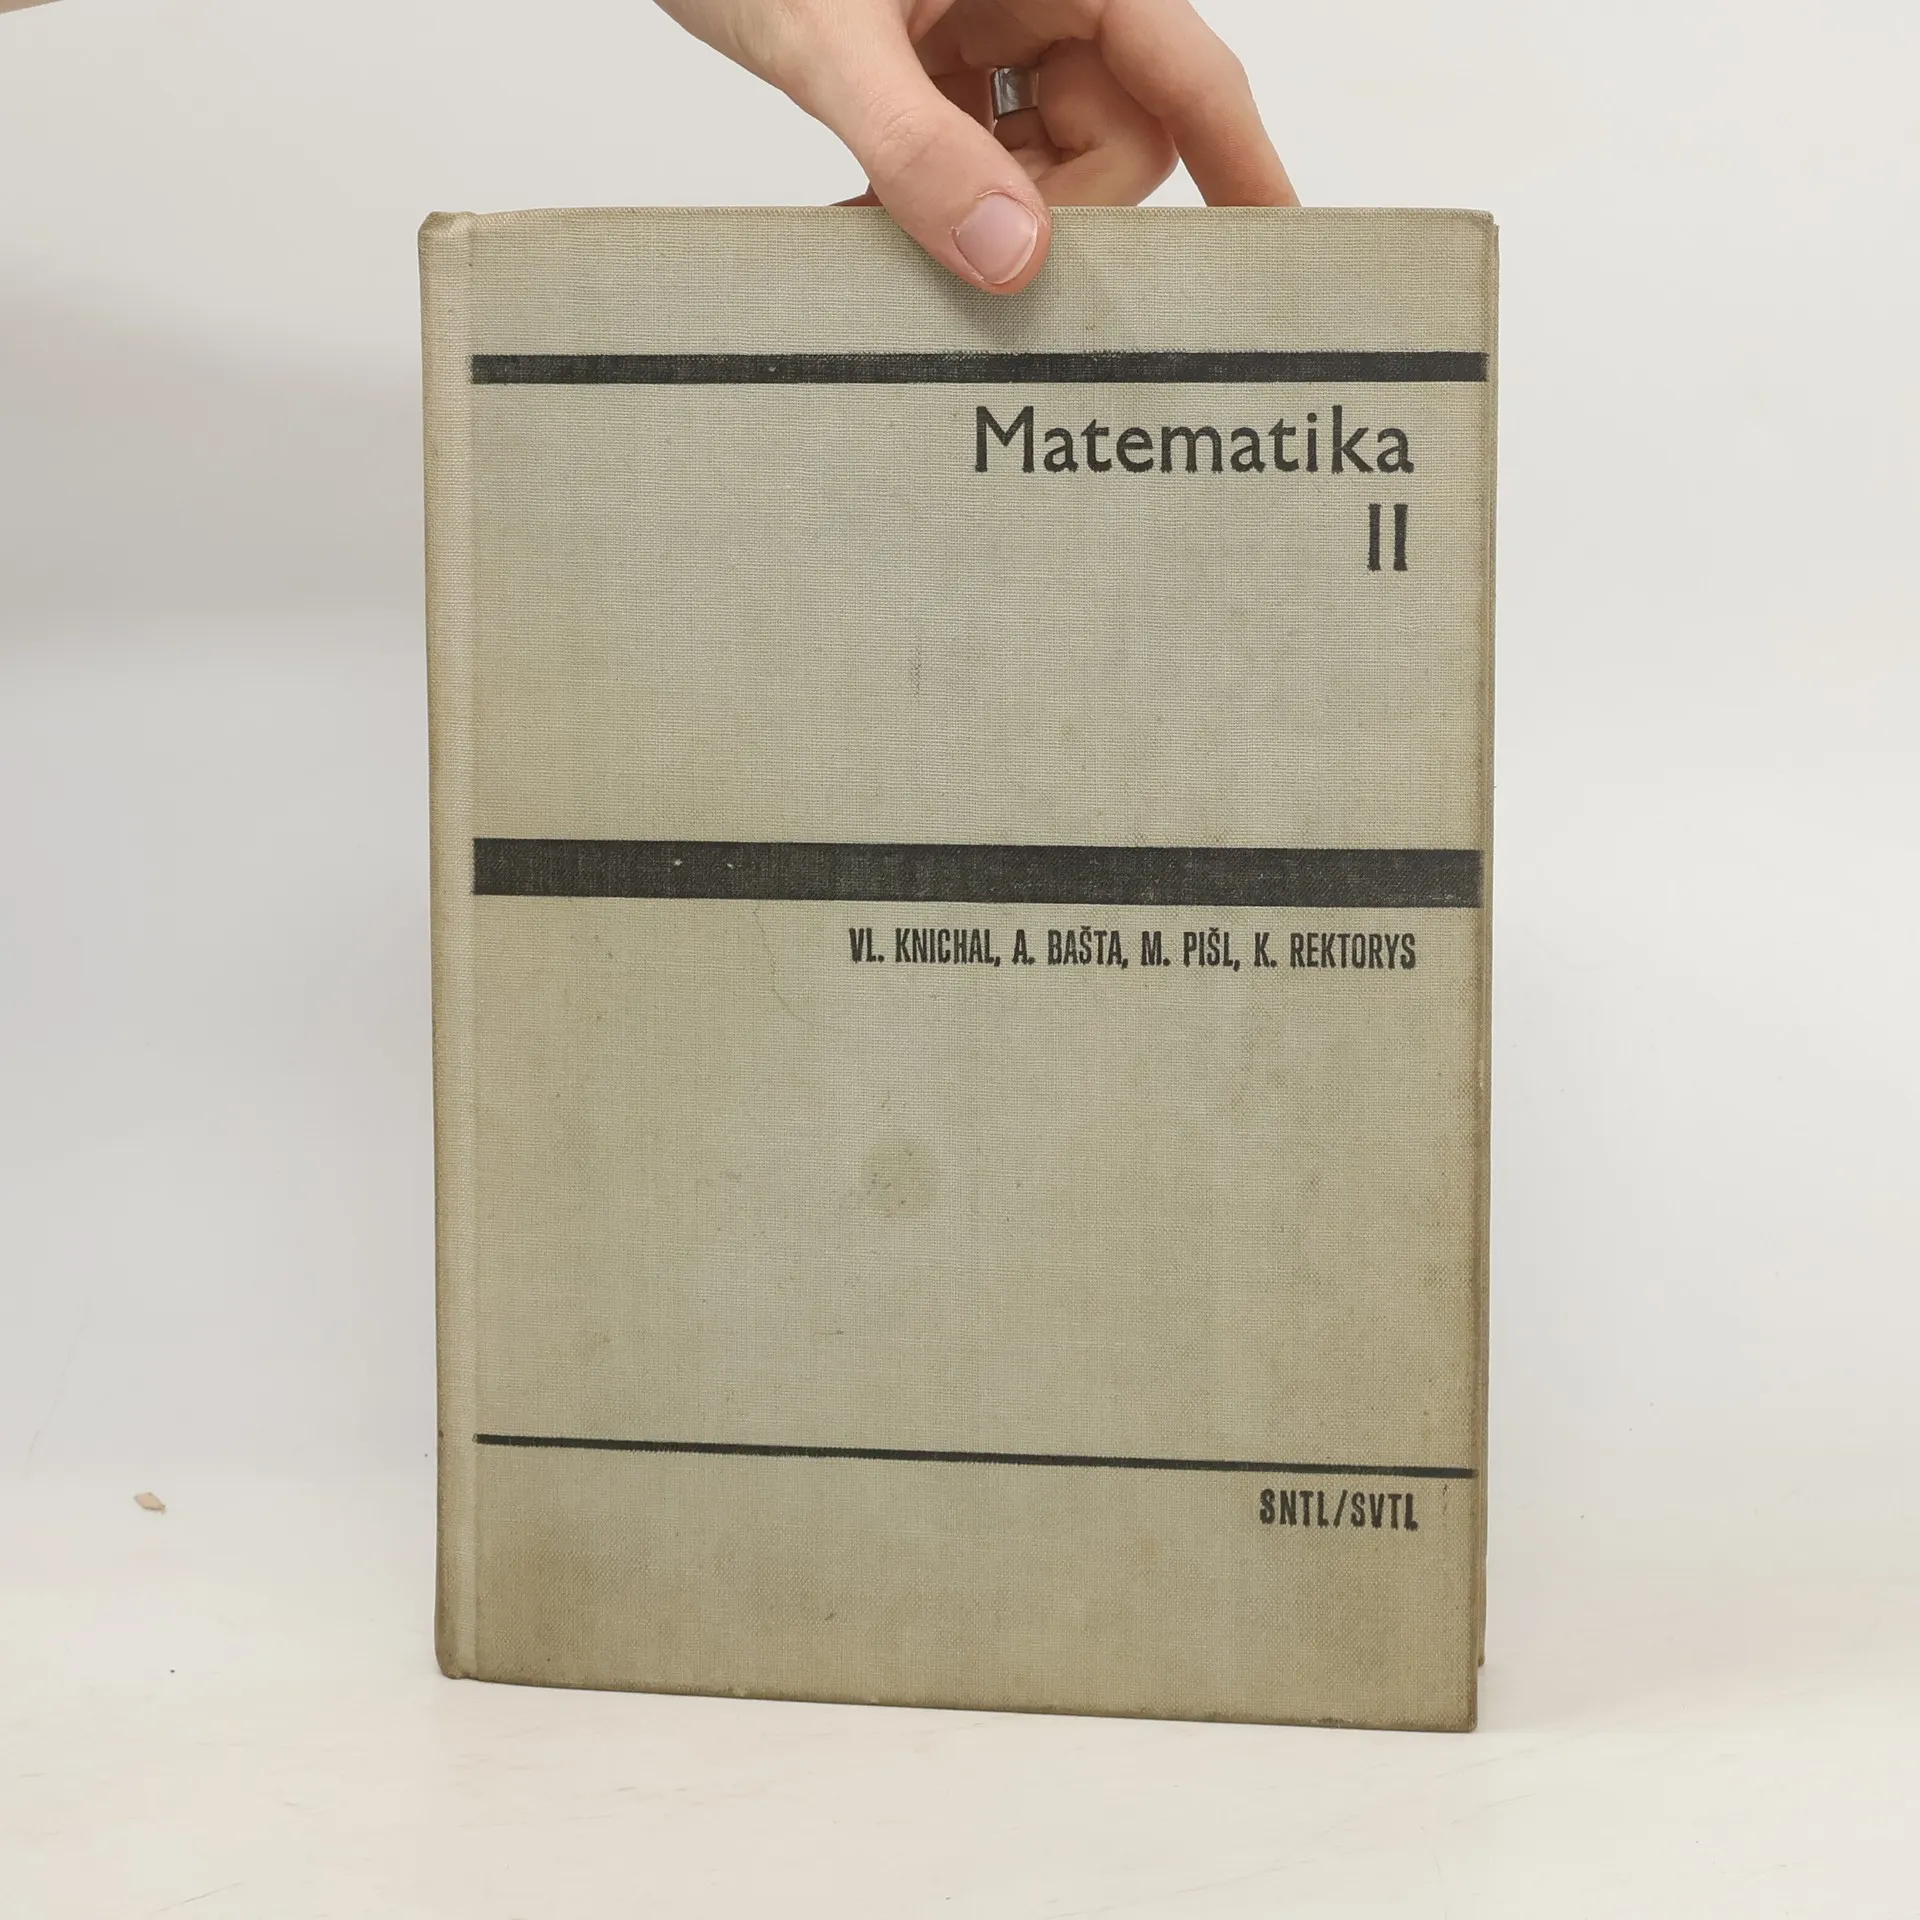 Matematika
II
VL. KNICHAL, A. BAŠTA, M. PIŠL, K. REKTORYS
SNTL/SVTL